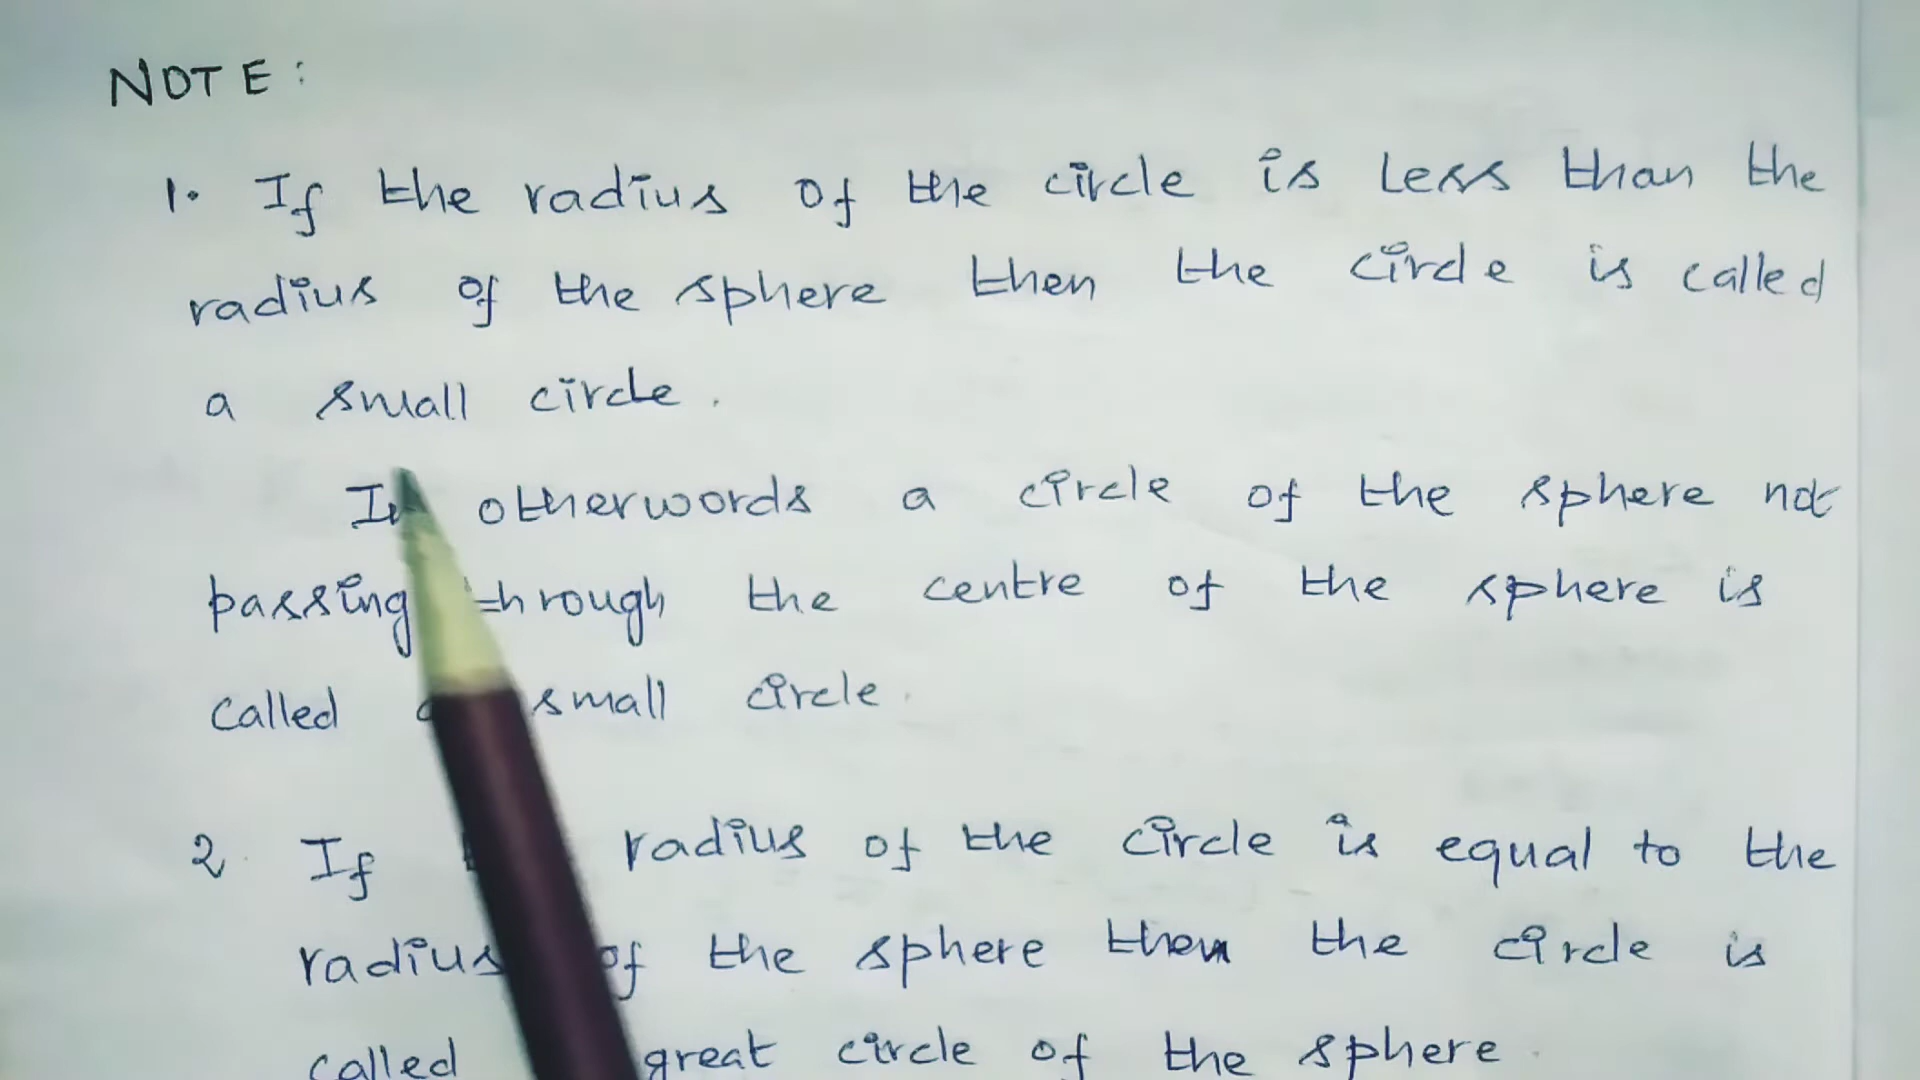 NOTE:
1. If the radius of the circle is less than the
radius of the sphere then the circle is called
a small circle.
In otherwords a circle of the sphere not
passing through the centre of the sphere is
called a small circle.
2. If radius of the circle is equal to the
radius of the sphere then the circle is
called great circle of the sphere.